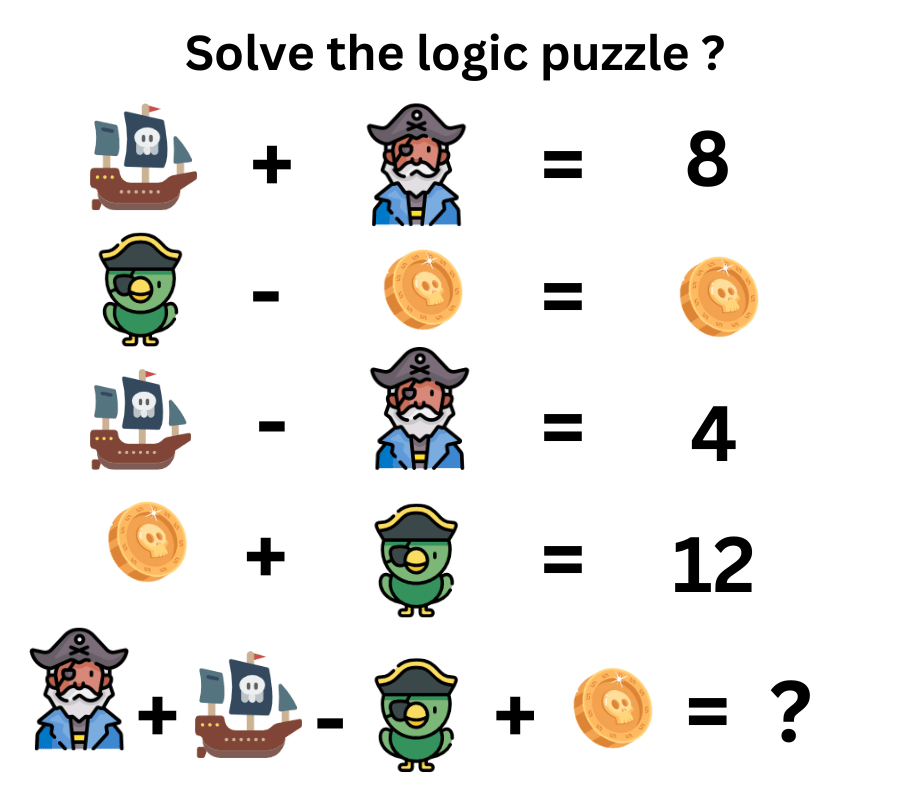 Solve the logic puzzle ?
+ = 8
- =
- = 4
+ = 12
+ - + = ?